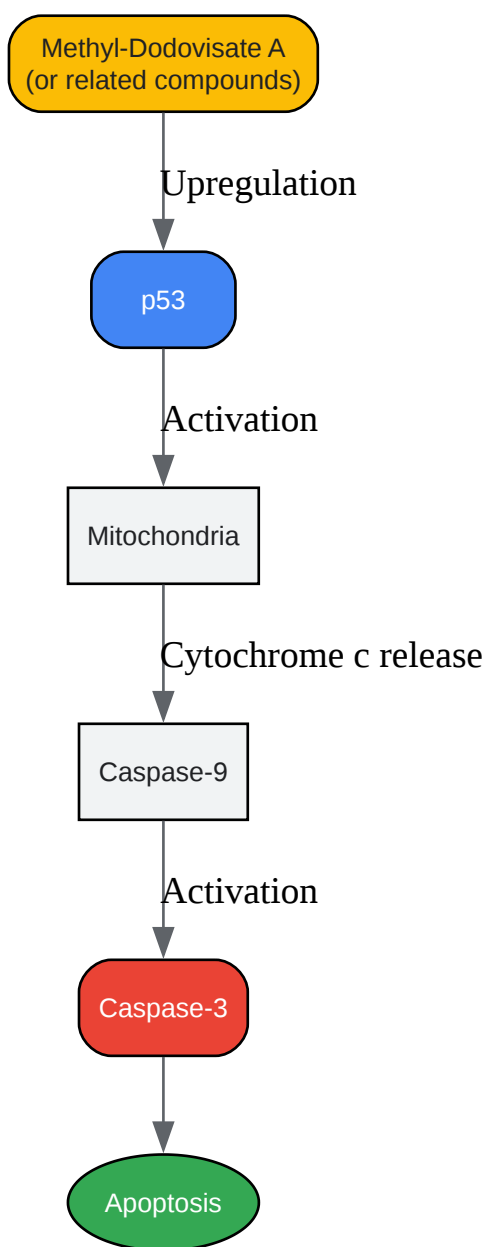 Methyl-Dodovisate A
(or related compounds)
Upregulation
p53
Activation
Mitochondria
Cytochrome c release
Caspase-9
Activation
Caspase-3
Apoptosis